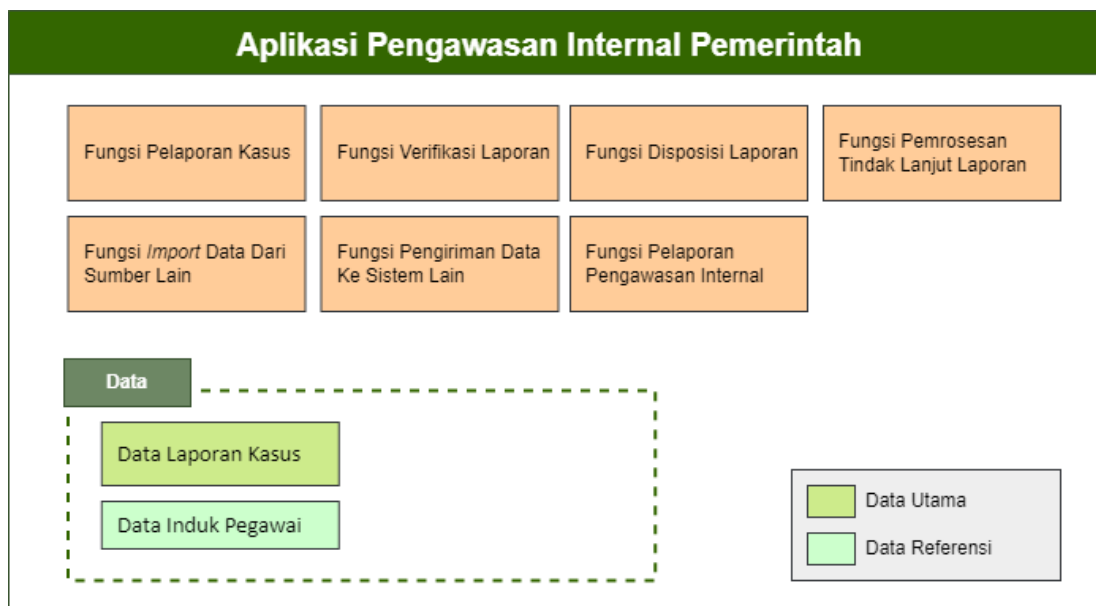 Aplikasi Pengawasan Internal Pemerintah
Fungsi Pelaporan Kasus
Fungsi Verifikasi Laporan
Fungsi Disposisi Laporan
Fungsi Pemrosesan
Tindak Lanjut Laporan
Fungsi Import Data Dari
Sumber Lain
Fungsi Pengiriman Data
Ke Sistem Lain
Fungsi Pelaporan
Pengawasan Internal
Data
Data Laporan Kasus
Data Induk Pegawai
Data Utama
Data Referensi